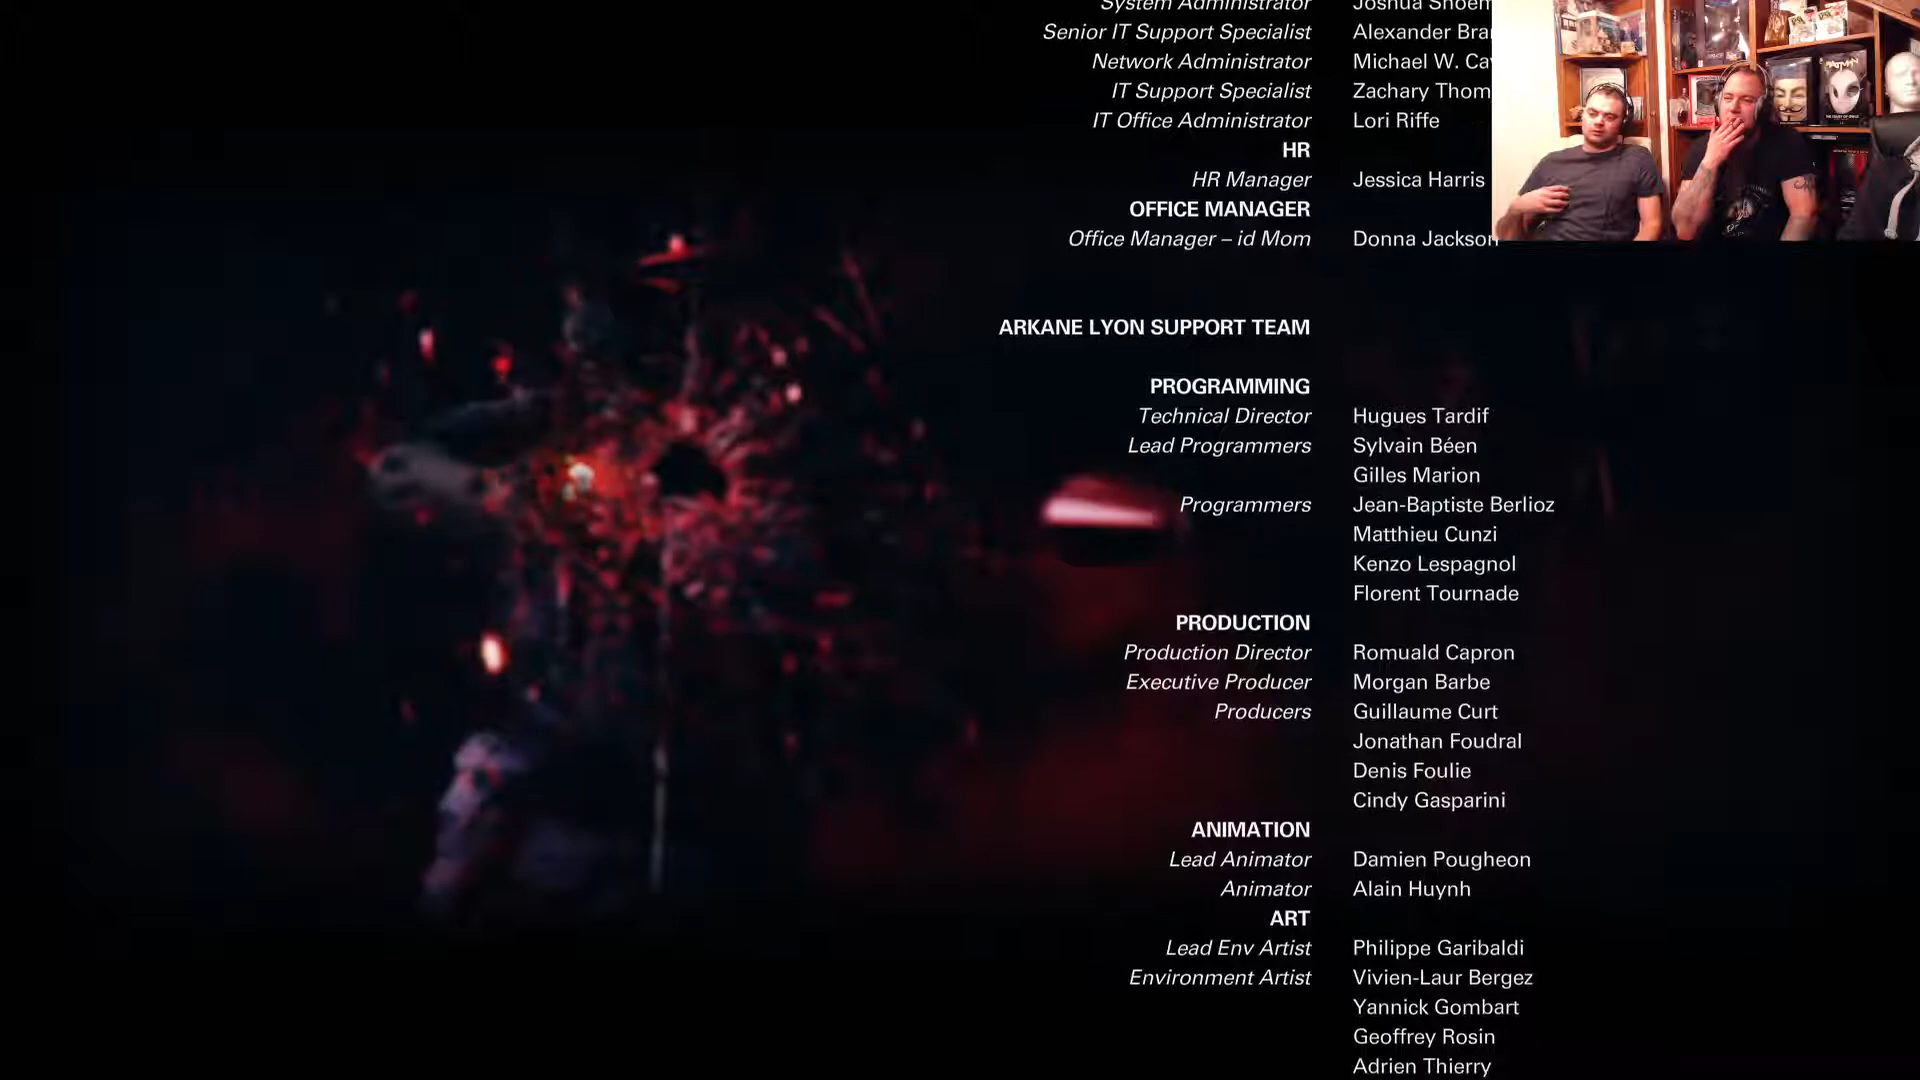 System Administrator Joshua
Senior IT Support Specialist Alexander
Network Administrator Michael W.
IT Support Specialist Zachary
IT Office Administrator Lori Riffe
HR
HR Manager Jessica Harris
OFFICE MANAGER
Office Manager – id Mom Donna Jackson
ARKANE LYON SUPPORT TEAM
PROGRAMMING
Technical Director Hugues Tardif
Lead Programmers Sylvain Béen
Gilles Marion
Programmers Jean-Baptiste Berlioz
Matthieu Cunzi
Kenzo Lespagnol
Florent Tournade
PRODUCTION
Production Director Romuald Capron
Executive Producer Morgan Barbe
Producers Guillaume Curt
Jonathan Foudral
Denis Foulie
Cindy Gasparini
ANIMATION
Lead Animator Damien Pougheon
Animator Alain Huynh
ART
Lead Env Artist Philippe Garibaldi
Environment Artist Vivien-Laur Bergez
Yannick Gombart
Geoffrey Rosin
Adrien Thierry